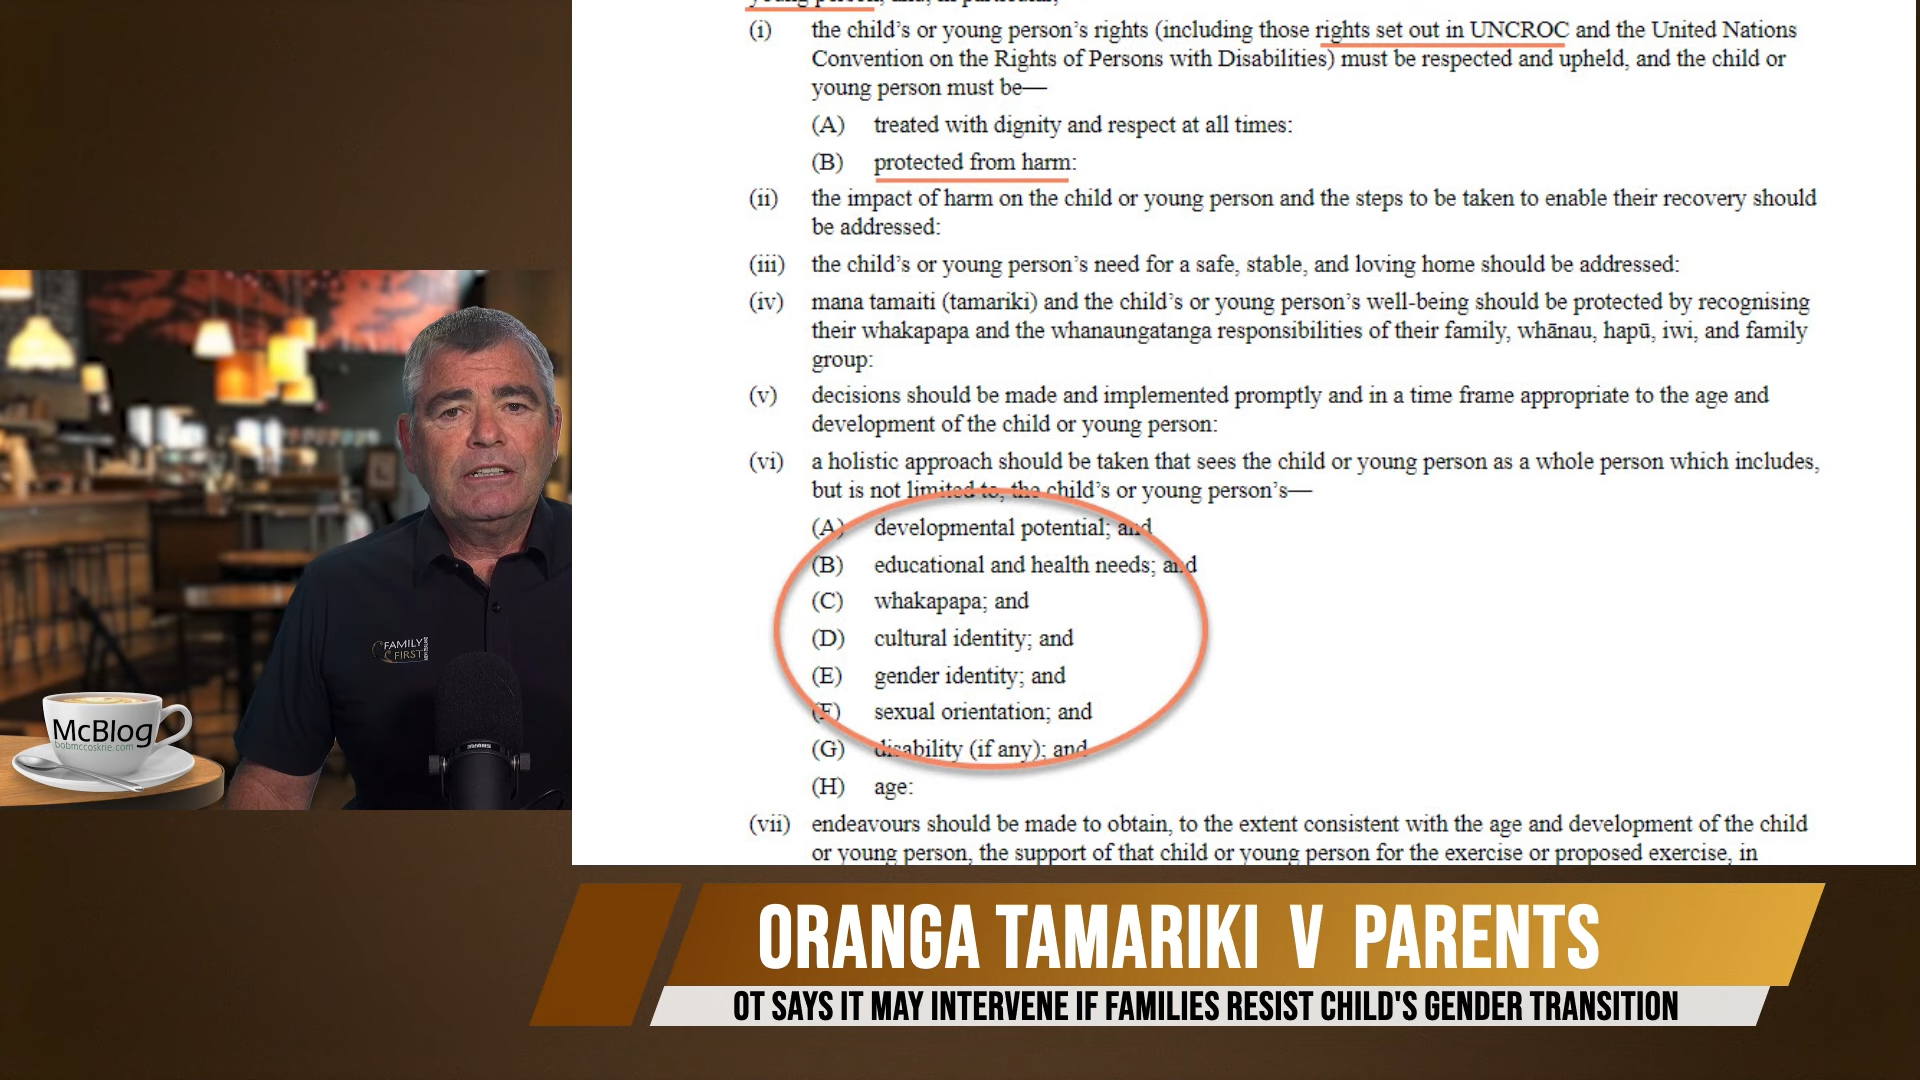 young person, and, in particular,—
(i) the child's or young person's rights (including those rights set out in UNCROC and the United Nations
Convention on the Rights of Persons with Disabilities) must be respected and upheld, and the child or
young person must be—
(A) treated with dignity and respect at all times:
(B) protected from harm:
(ii) the impact of harm on the child or young person and the steps to be taken to enable their recovery should
be addressed:
(iii) the child's or young person's need for a safe, stable, and loving home should be addressed:
(iv) mana tamaiti (tamariki) and the child's or young person's well-being should be protected by recognising
their whakapapa and the whanaungatanga responsibilities of their family, whānau, hapū, iwi, and family
group:
(v) decisions should be made and implemented promptly and in a time frame appropriate to the age and
development of the child or young person:
(vi) a holistic approach should be taken that sees the child or young person as a whole person which includes,
but is not limited to, the child's or young person's—
(A) developmental potential; and
(B) educational and health needs; and
(C) whakapapa; and
(D) cultural identity; and
(E) gender identity; and
(F) sexual orientation; and
(G) disability (if any); and
(H) age:
(vii) endeavours should be made to obtain, to the extent consistent with the age and development of the child
or young person, the support of that child or young person for the exercise or proposed exercise, in
FAMILY
FIRST
McBlog
bobmccoskrie.com
ORANGA TAMARIKI V PARENTS
OT SAYS IT MAY INTERVENE IF FAMILIES RESIST CHILD'S GENDER TRANSITION